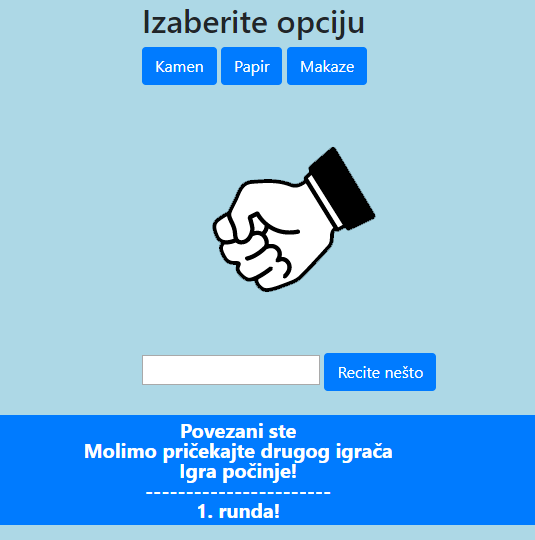 Izaberite opciju
Kamen Papir Makaze
Recite nešto
Povezani ste
Molimo pričekajte drugog igrača
Igra počinje!
-----------------------
1. runda!